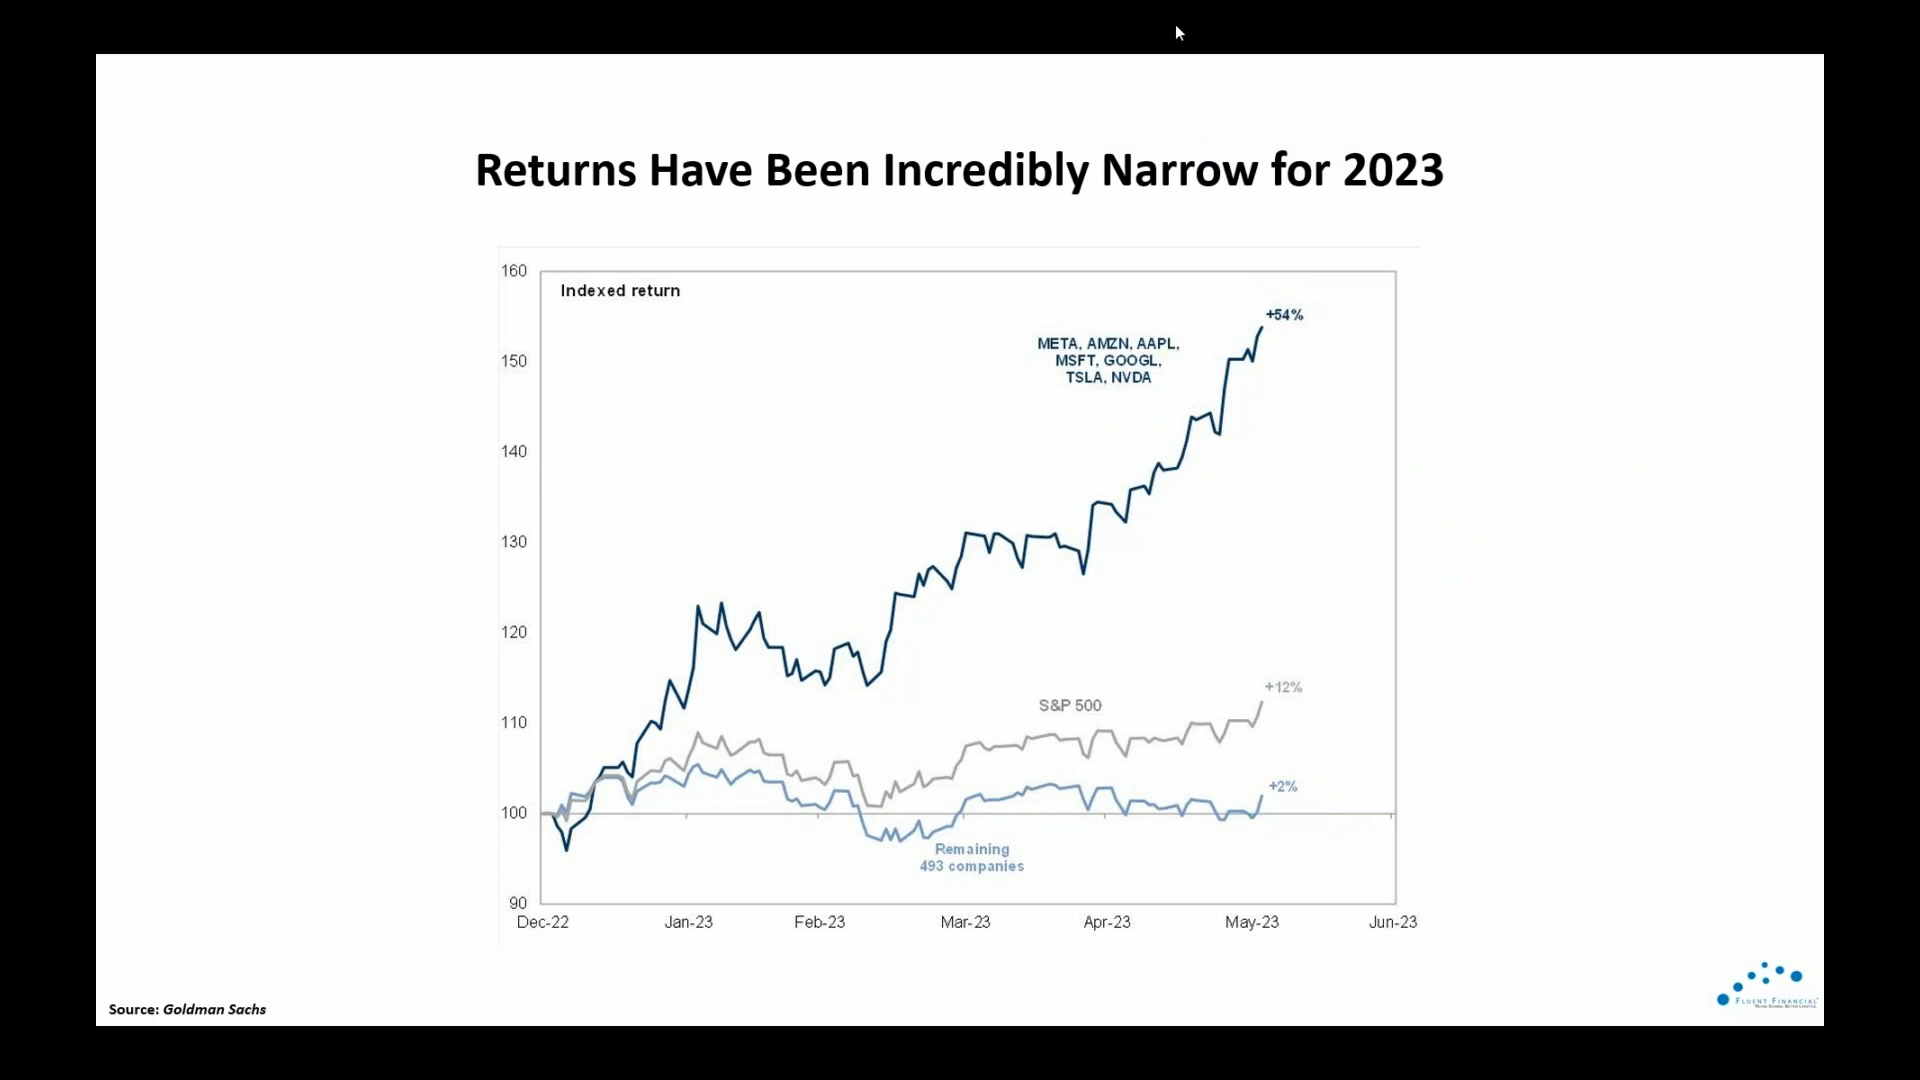 Returns Have Been Incredibly Narrow for 2023
160
Indexed return
+54%
META, AMZN, AAPL,
MSFT, GOOGL,
TSLA, NVDA
150
140
130
120
+12%
S&P 500
110
+2%
100
Remaining
493 companies
90
Dec-22 Jan-23 Feb-23 Mar-23 Apr-23 May-23 Jun-23
Source: Goldman Sachs
FLUENT FINANCIAL